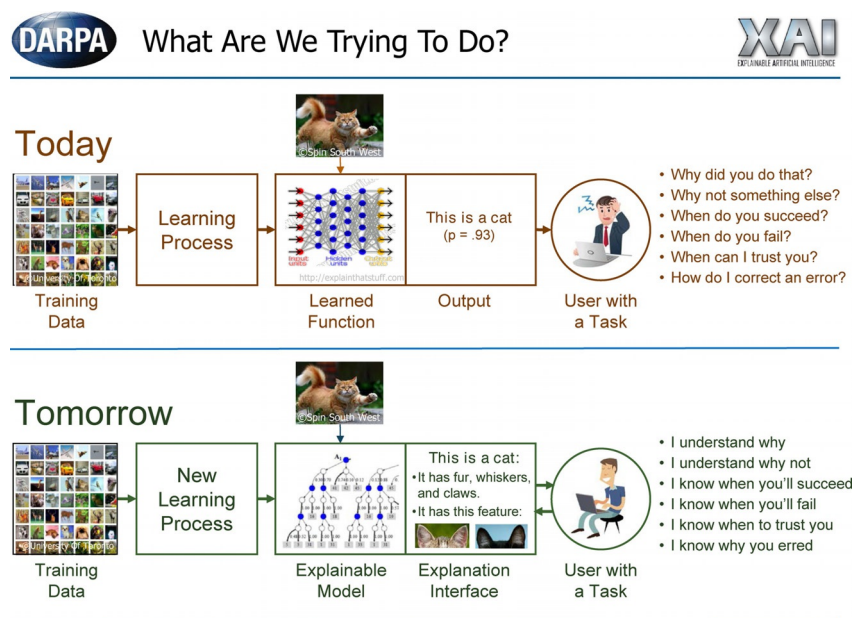 DARPA
What Are We Trying To Do?
XAI
EXPLAINABLE ARTIFICIAL INTELLIGENCE
Today
©Spin South West
©University Of Toronto
Learning
Process
Input
units
Hidden
units
Output
units
http://explainthatstuff.com
This is a cat
(p = .93)
• Why did you do that?
• Why not something else?
• When do you succeed?
• When do you fail?
• When can I trust you?
• How do I correct an error?
Training
Data
Learned
Function
Output
User with
a Task
Tomorrow
©Spin South West
©University Of Toronto
New
Learning
Process
This is a cat:
•It has fur, whiskers,
and claws.
•It has this feature:
• I understand why
• I understand why not
• I know when you'll succeed
• I know when you'll fail
• I know when to trust you
• I know why you erred
Training
Data
Explainable
Model
Explanation
Interface
User with
a Task